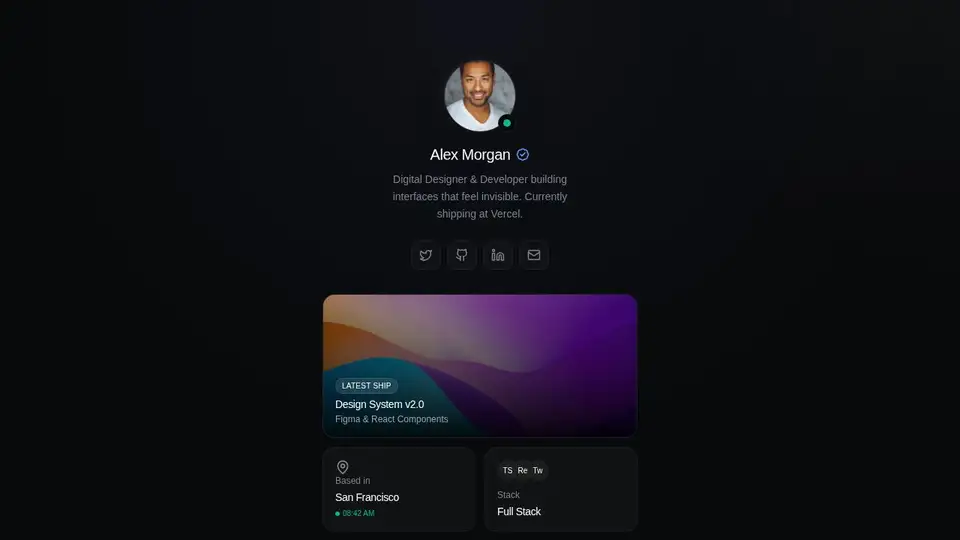 Alex Morgan
Digital Designer & Developer building
interfaces that feel invisible. Currently
shipping at Vercel.
LATEST SHIP
Design System v2.0
Figma & React Components
Based in
San Francisco
08:42 AM
TS Re Tw
Stack
Full Stack